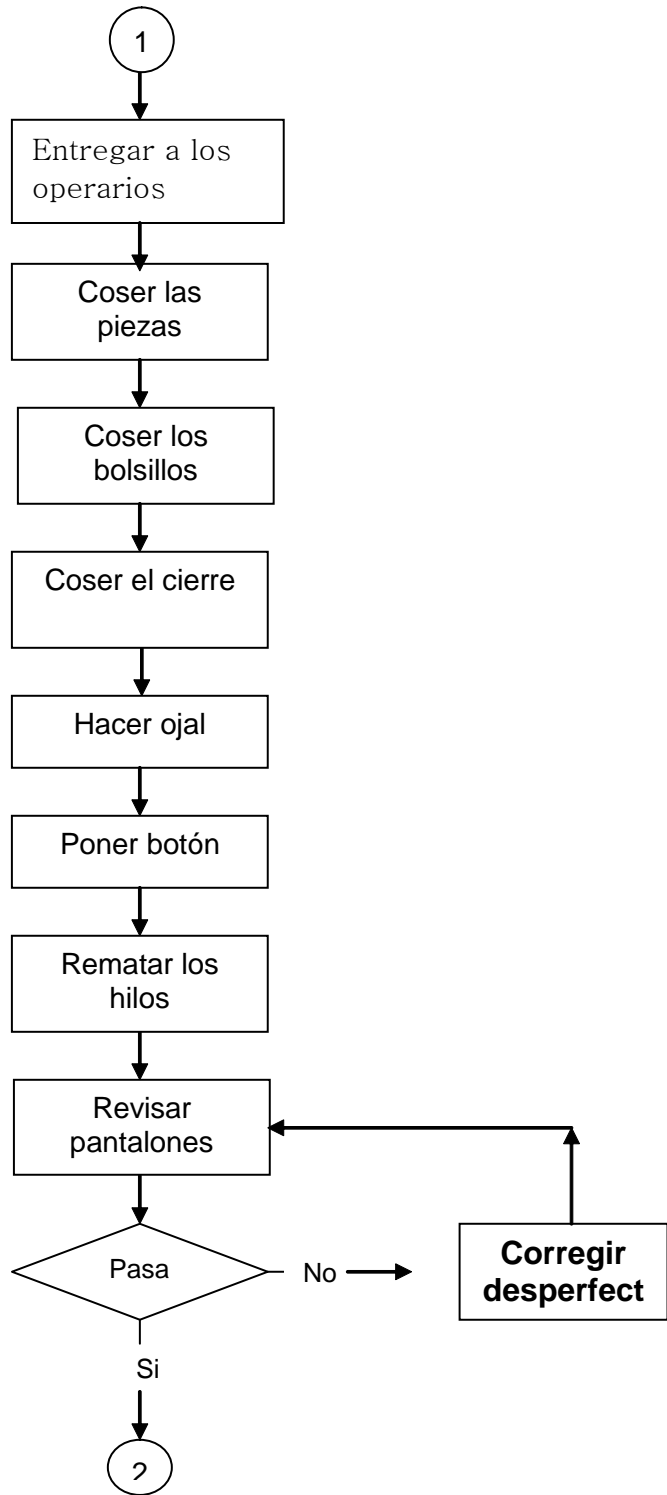 1
Entregar a los
operarios
Coser las
piezas
Coser los
bolsillos
Coser el cierre
Hacer ojal
Poner botón
Rematar los
hilos
Revisar
pantalones
Pasa
No
Corregir
desperfect
Si
2